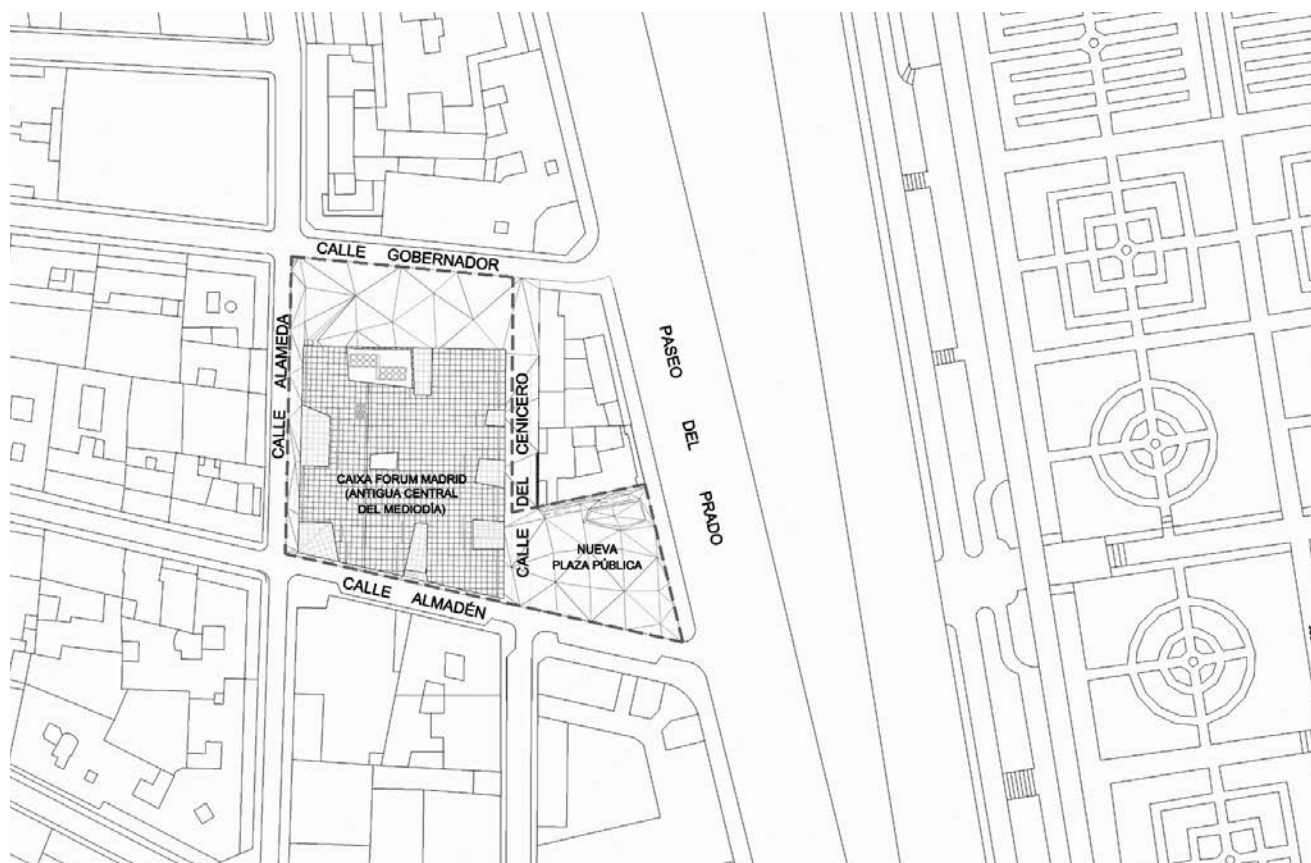 CALLE GOBERNADOR
CALLE ALAMEDA
PASEO DEL PRADO
CALLE DEL CENICERO
CAIXA FORUM MADRID
(ANTIGUA CENTRAL
DEL MEDIODÍA)
NUEVA
PLAZA PÚBLICA
CALLE ALMADÉN